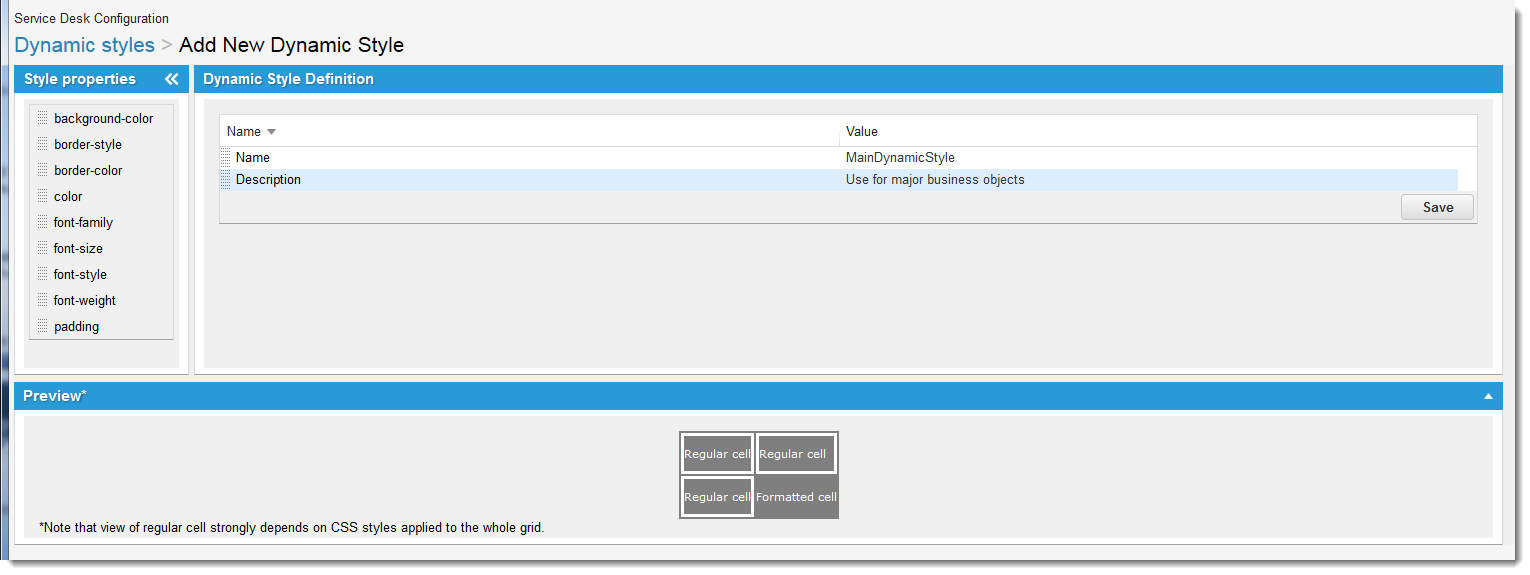 Service Desk Configuration
Dynamic styles > Add New Dynamic Style
Style properties
background-color
border-style
border-color
color
font-family
font-size
font-style
font-weight
padding
Dynamic Style Definition
Name Value
Name MainDynamicStyle
Description Use for major business objects
Save
Preview*
Regular cell Regular cell
Regular cell Formatted cell
*Note that view of regular cell strongly depends on CSS styles applied to the whole grid.